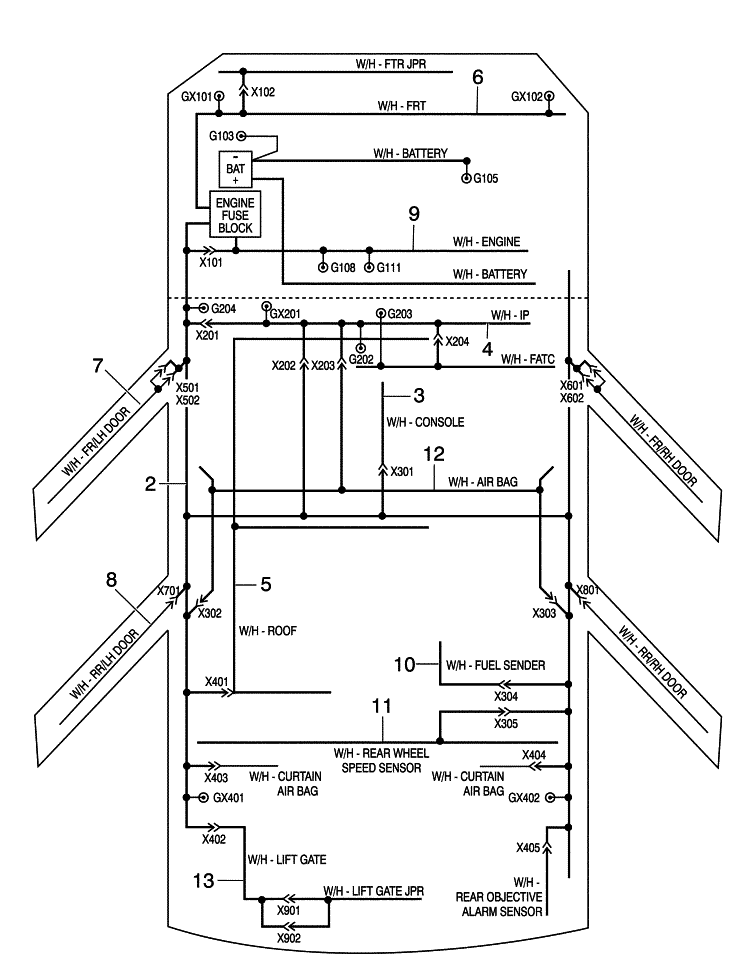 W/H - FTR JPR
6
GX101
X102
GX102
W/H - FRT
G103
W/H - BATTERY
-
BAT
+
G105
ENGINE
FUSE
BLOCK
9
W/H - ENGINE
X101
G108
G111
W/H - BATTERY
G204
GX201
G203
W/H - IP
X201
4
X204
G202
X202
X203
W/H - FATC
7
X501
X502
X601
X602
3
W/H - CONSOLE
W/H - FR/LH DOOR
W/H - FR/RH DOOR
12
X301
2
W/H - AIR BAG
8
X701
5
X801
X302
X303
W/H - ROOF
W/H - RR/LH DOOR
W/H - RR/RH DOOR
10
W/H - FUEL SENDER
X401
X304
11
X305
W/H - REAR WHEEL
SPEED SENSOR
X404
X403
W/H - CURTAIN
AIR BAG
W/H - CURTAIN
AIR BAG
GX401
GX402
X402
X405
W/H - LIFT GATE
13
W/H - LIFT GATE JPR
W/H -
REAR OBJECTIVE
ALARM SENSOR
X901
X902